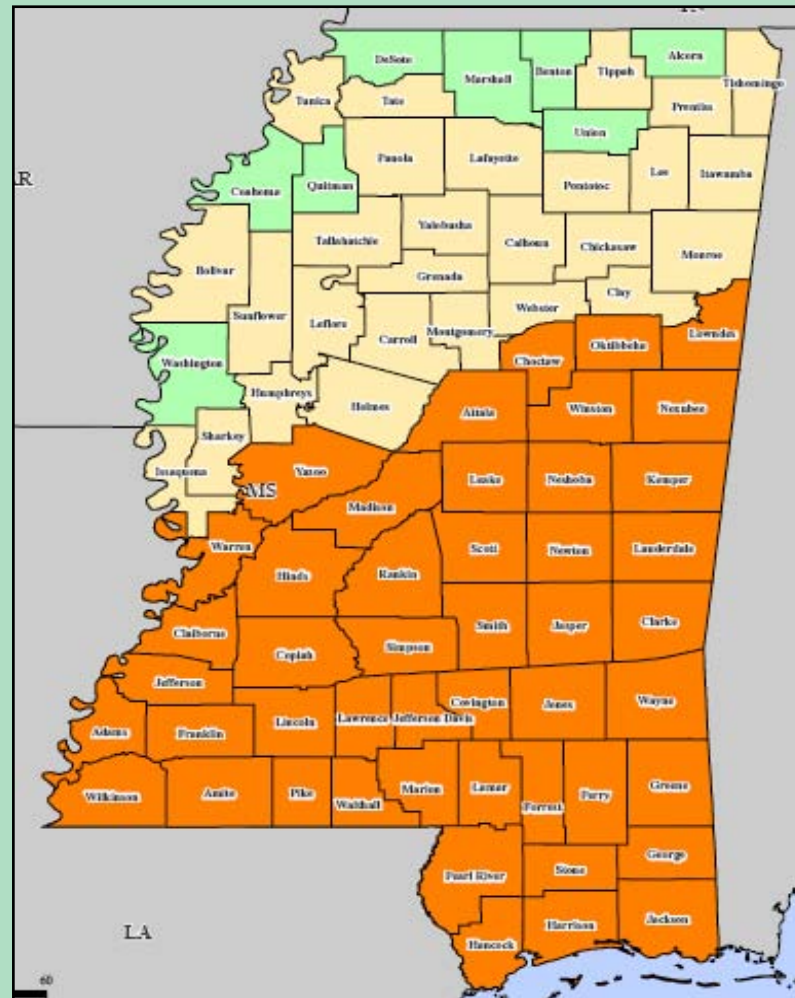 DeSoto
Marshall
Benton
Tippah
Alcorn
Tishomingo
Tunica
Tate
Prentiss
Union
Panola
Lafayette
Lee
Itawamba
AR
Coahoma
Quitman
Pontotoc
Yalobusha
Tallahatchie
Calhoun
Chickasaw
Monroe
Bolivar
Grenada
Clay
Webster
Sunflower
Leflore
Carroll
Montgomery
Lowndes
Oktibbeha
Choctaw
Washington
Humphreys
Holmes
Attala
Winston
Noxubee
Sharkey
Issaquena
Yazoo
MS
Leake
Neshoba
Kemper
Madison
Warren
Scott
Newton
Lauderdale
Hinds
Rankin
Smith
Jasper
Clarke
Claiborne
Copiah
Simpson
Jefferson
Covington
Jones
Wayne
Adams
Franklin
Lincoln
Lawrence
Jefferson Davis
Wilkinson
Amite
Pike
Walthall
Marion
Lamar
Forrest
Perry
Greene
George
Pearl River
Stone
LA
Hancock
Harrison
Jackson
60